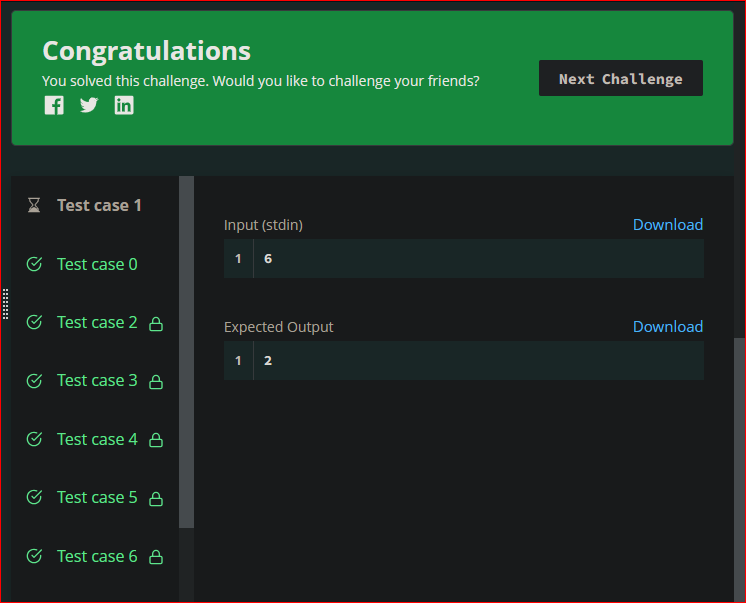 Congratulations
You solved this challenge. Would you like to challenge your friends?
Next Challenge
Test case 1
Test case 0
Test case 2
Test case 3
Test case 4
Test case 5
Test case 6
Input (stdin)
Download
1 6
Expected Output
Download
1 2